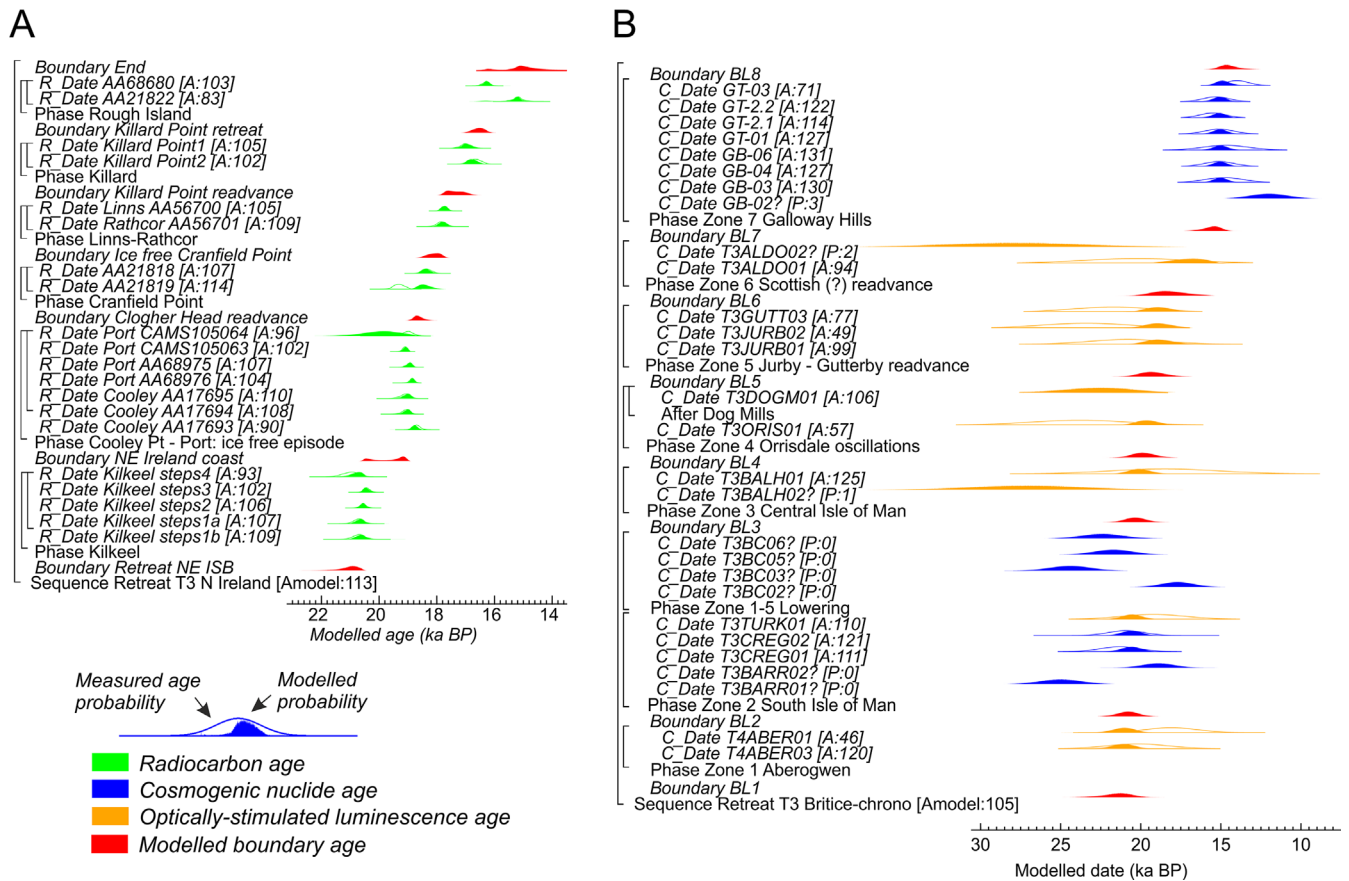 A
Boundary End
R_Date AA68680 [A:103]
R_Date AA21822 [A:83]
Phase Rough Island
Boundary Killard Point retreat
R_Date Killard Point1 [A:105]
R_Date Killard Point2 [A:102]
Phase Killard
Boundary Killard Point readvance
R_Date Linns AA56700 [A:105]
R_Date Rathcor AA56701 [A:109]
Phase Linns-Rathcor
Boundary Ice free Cranfield Point
R_Date AA21818 [A:107]
R_Date AA21819 [A:114]
Phase Cranfield Point
Boundary Clogher Head readvance
R_Date Port CAMS105064 [A:96]
R_Date Port CAMS105063 [A:102]
R_Date Port AA68975 [A:107]
R_Date Port AA68976 [A:104]
R_Date Cooley AA17695 [A:110]
R_Date Cooley AA17694 [A:108]
R_Date Cooley AA17693 [A:90]
Phase Cooley Pt - Port: ice free episode
Boundary NE Ireland coast
R_Date Kilkeel steps4 [A:93]
R_Date Kilkeel steps3 [A:102]
R_Date Kilkeel steps2 [A:106]
R_Date Kilkeel steps1a [A:107]
R_Date Kilkeel steps1b [A:109]
Phase Kilkeel
Boundary Retreat NE ISB
Sequence Retreat T3 N Ireland [Amodel:113]
22 20 18 16 14
Modelled age (ka BP)
Measured age probability
Modelled probability
Radiocarbon age
Cosmogenic nuclide age
Optically-stimulated luminescence age
Modelled boundary age
B
Boundary BL8
C_Date GT-03 [A:71]
C_Date GT-2.2 [A:122]
C_Date GT-2.1 [A:114]
C_Date GT-01 [A:127]
C_Date GB-06 [A:131]
C_Date GB-04 [A:127]
C_Date GB-03 [A:130]
C_Date GB-02? [P:3]
Phase Zone 7 Galloway Hills
Boundary BL7
C_Date T3ALDO02? [P:2]
C_Date T3ALDO01 [A:94]
Phase Zone 6 Scottish (?) readvance
Boundary BL6
C_Date T3GUTT03 [A:77]
C_Date T3JURB02 [A:49]
C_Date T3JURB01 [A:99]
Phase Zone 5 Jurby - Gutterby readvance
Boundary BL5
C_Date T3DOGM01 [A:106]
After Dog Mills
C_Date T3ORIS01 [A:57]
Phase Zone 4 Orrisdale oscillations
Boundary BL4
C_Date T3BALH01 [A:125]
C_Date T3BALH02? [P:1]
Phase Zone 3 Central Isle of Man
Boundary BL3
C_Date T3BC06? [P:0]
C_Date T3BC05? [P:0]
C_Date T3BC03? [P:0]
C_Date T3BC02? [P:0]
Phase Zone 1-5 Lowering
C_Date T3TURK01 [A:110]
C_Date T3CREG02 [A:121]
C_Date T3CREG01 [A:111]
C_Date T3BARR02? [P:0]
C_Date T3BARR01? [P:0]
Phase Zone 2 South Isle of Man
Boundary BL2
C_Date T4ABER01 [A:46]
C_Date T4ABER03 [A:120]
Phase Zone 1 Aberogwen
Boundary BL1
Sequence Retreat T3 Britice-chrono [Amodel:105]
30 25 20 15 10
Modelled date (ka BP)